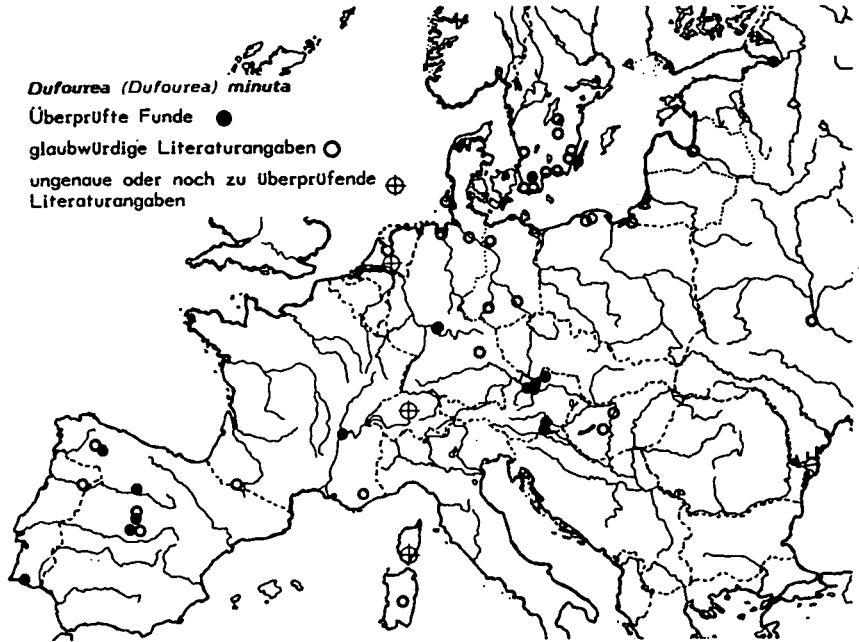 Dufourea (Dufourea) minuta
Überprüfte Funde
glaubwürdige Literaturangaben
ungenaue oder noch zu überprüfende
Literaturangaben